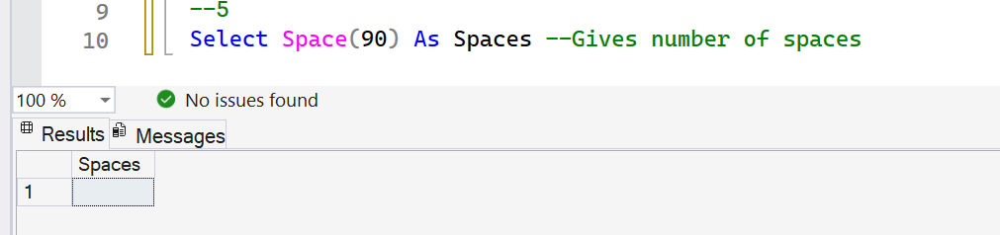 9 --5
10 Select Space(90) As Spaces --Gives number of spaces
100 % No issues found
Results Messages
Spaces
1